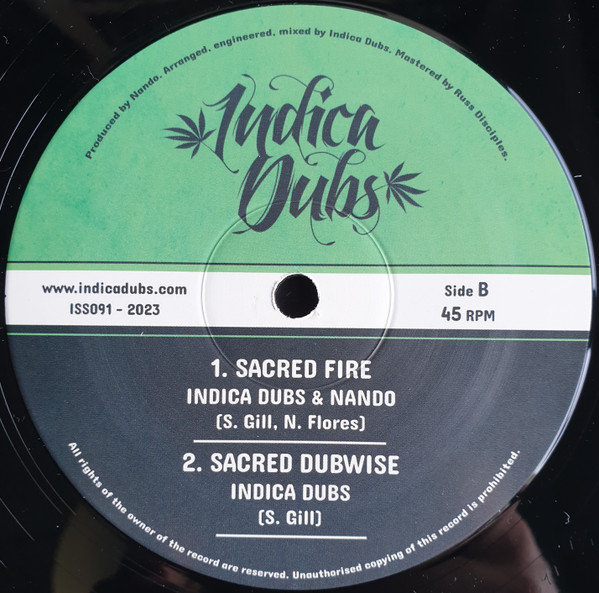 Produced by Nando. Arranged, engineered, mixed by Indica Dubs. Mastered by Russ Disciples.
Indica
Dubs
www.indicadubs.com
ISS091 - 2023
Side B
45 RPM
1. SACRED FIRE
INDICA DUBS & NANDO
(S. Gill, N. Flores)
2. SACRED DUBWISE
INDICA DUBS
(S. Gill)
All rights of the owner of the record are reserved. Unauthorised copying of this record is prohibited.